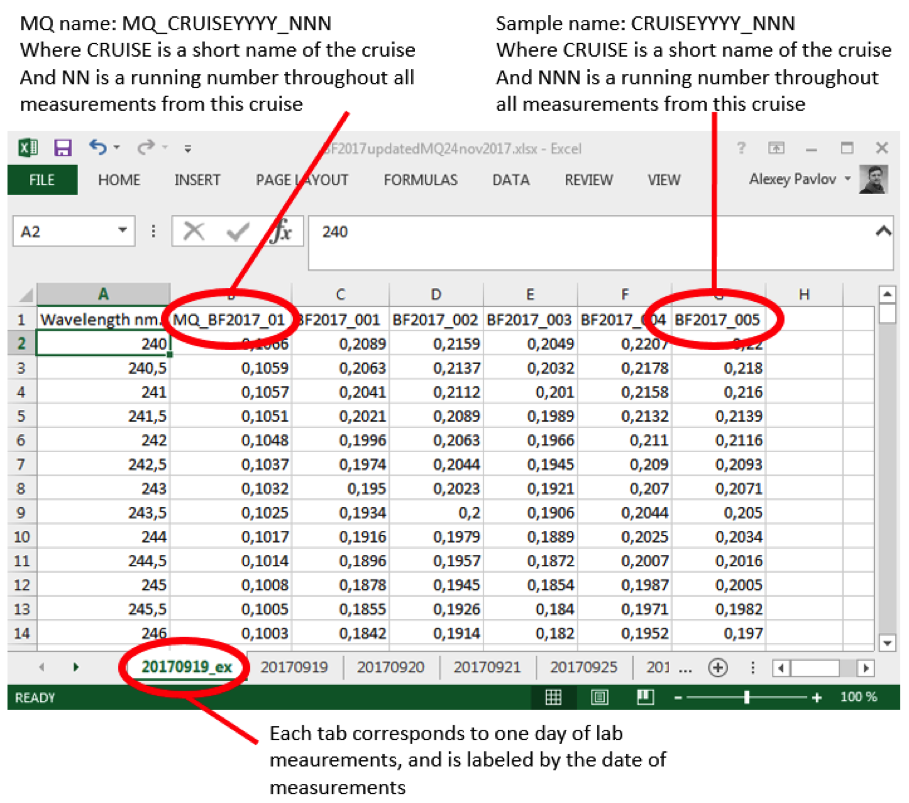 MQ name: MQ_CRUISEYYYY_NNN
Where CRUISE is a short name of the cruise
And NN is a running number throughout all
measurements from this cruise
Sample name: CRUISEYYYY_NNN
Where CRUISE is a short name of the cruise
And NNN is a running number throughout
all measurements from this cruise
BF2017updatedMQ24nov2017.xlsx - Excel
FILE HOME INSERT PAGE LAYOUT FORMULAS DATA REVIEW VIEW Alexey Pavlov
A2 fx 240
A B C D E F G H
1 Wavelength nm. MQ_BF2017_01 BF2017_001 BF2017_002 BF2017_003 BF2017_004 BF2017_005
2 240 0,1066 0,2089 0,2159 0,2049 0,2207 0,22
3 240,5 0,1059 0,2063 0,2137 0,2032 0,2178 0,218
4 241 0,1057 0,2041 0,2112 0,201 0,2158 0,216
5 241,5 0,1051 0,2021 0,2089 0,1989 0,2132 0,2139
6 242 0,1048 0,1996 0,2063 0,1966 0,211 0,2116
7 242,5 0,1037 0,1974 0,2044 0,1945 0,209 0,2093
8 243 0,1032 0,195 0,2023 0,1921 0,207 0,2071
9 243,5 0,1025 0,1934 0,2 0,1906 0,2044 0,205
10 244 0,1017 0,1916 0,1979 0,1889 0,2025 0,2034
11 244,5 0,1014 0,1896 0,1957 0,1872 0,2007 0,2016
12 245 0,1008 0,1878 0,1945 0,1854 0,1987 0,2005
13 245,5 0,1005 0,1855 0,1926 0,184 0,1971 0,1982
14 246 0,1003 0,1842 0,1914 0,182 0,1952 0,197
20170919_ex 20170919 20170920 20170921 20170925 201 ...
READY 100 %
Each tab corresponds to one day of lab
meaurements, and is labeled by the date of
measurements